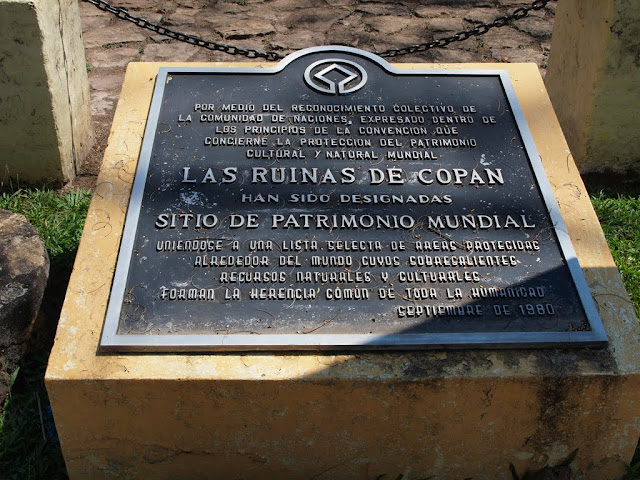 POR MEDIO DEL RECONOCIMIENTO COLECTIVO DE
LA COMUNIDAD DE NACIONES, EXPRESADO DENTRO DE
LOS PRINCIPIOS DE LA CONVENCION QUE
CONCIERNE LA PROTECCION DEL PATRIMONIO
CULTURAL Y NATURAL MUNDIAL
LAS RUINAS DE COPAN
HAN SIDO DESIGNADAS
SITIO DE PATRIMONIO MUNDIAL
UNIENDOSE A UNA LISTA SELECTA DE AREAS PROTEGIDAS
ALREDEDOR DEL MUNDO CUYOS SOBRESALIENTES
RECURSOS NATURALES Y CULTURALES
FORMAN LA HERENCIA COMUN DE TODA LA HUMANIDAD
SEPTIEMBRE DE 1980